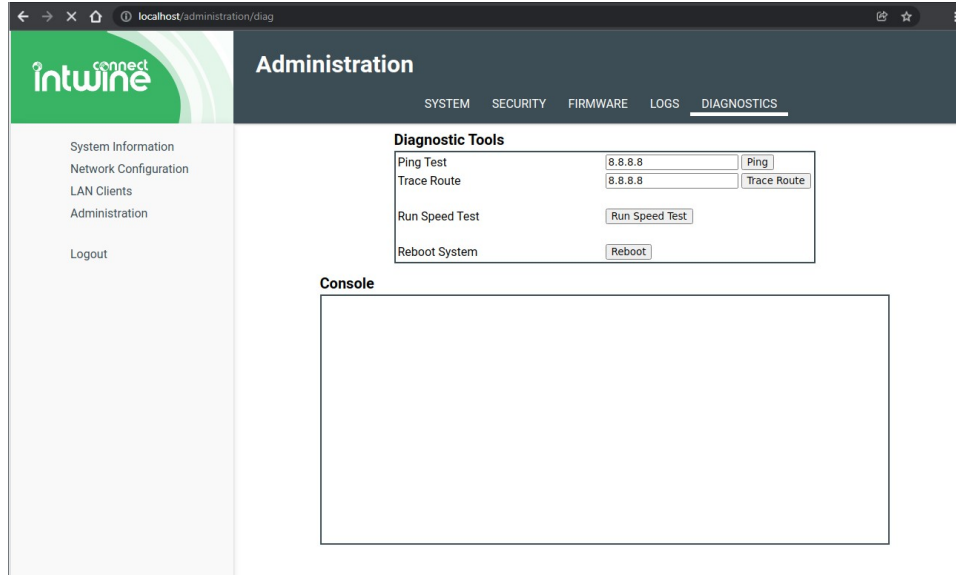 localhost/administration/diag
intwine
connect
Administration
SYSTEM SECURITY FIRMWARE LOGS DIAGNOSTICS
System Information
Network Configuration
LAN Clients
Administration
Logout
Diagnostic Tools
Ping Test 8.8.8.8 Ping
Trace Route 8.8.8.8 Trace Route
Run Speed Test Run Speed Test
Reboot System Reboot
Console